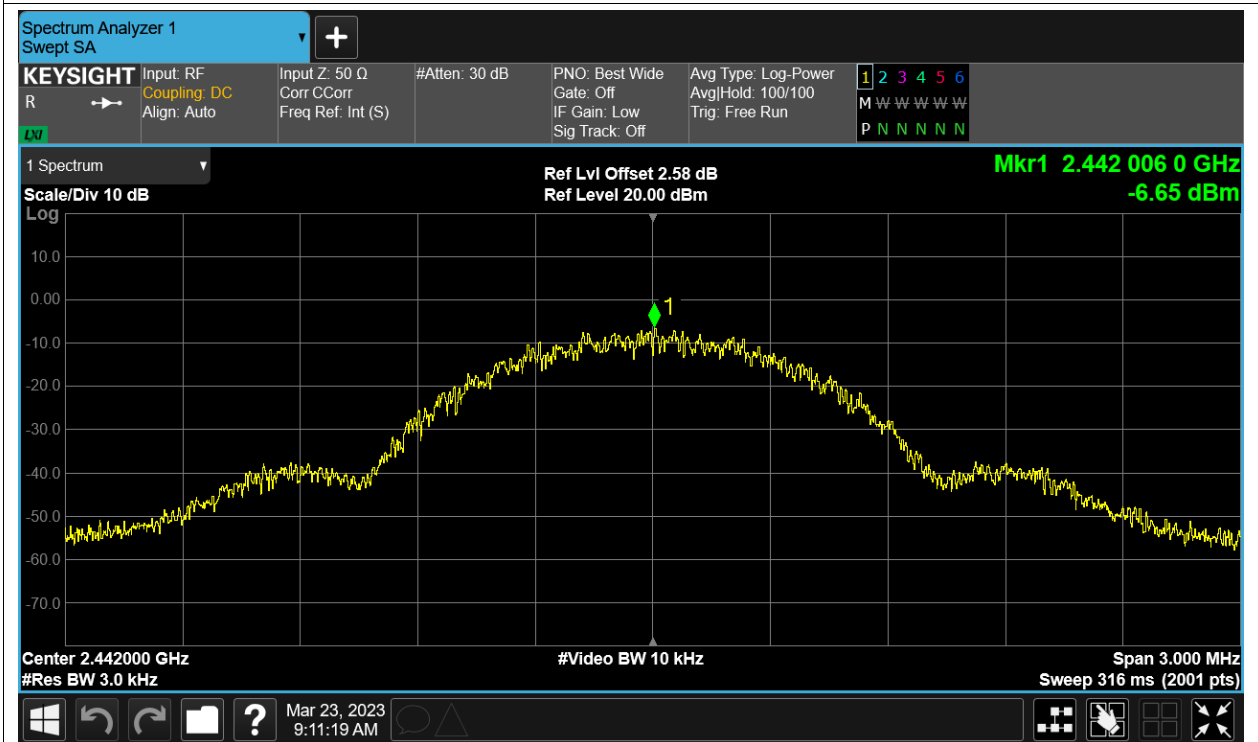 Spectrum Analyzer 1
Swept SA
KEYSIGHT
R
LXI
Input: RF
Coupling: DC
Align: Auto
Input Z: 50 Ω
Corr CCorr
Freq Ref: Int (S)
#Atten: 30 dB
PNO: Best Wide
Gate: Off
IF Gain: Low
Sig Track: Off
Avg Type: Log-Power
Avg|Hold: 100/100
Trig: Free Run
1 2 3 4 5 6
M W W W W W W
P N N N N N N
1 Spectrum
Scale/Div 10 dB
Log
Ref Lvl Offset 2.58 dB
Ref Level 20.00 dBm
Mkr1 2.442 006 0 GHz
-6.65 dBm
10.0
0.00
-10.0
-20.0
-30.0
-40.0
-50.0
-60.0
-70.0
1
Center 2.442000 GHz
#Res BW 3.0 kHz
#Video BW 10 kHz
Span 3.000 MHz
Sweep 316 ms (2001 pts)
?
Mar 23, 2023
9:11:19 AM